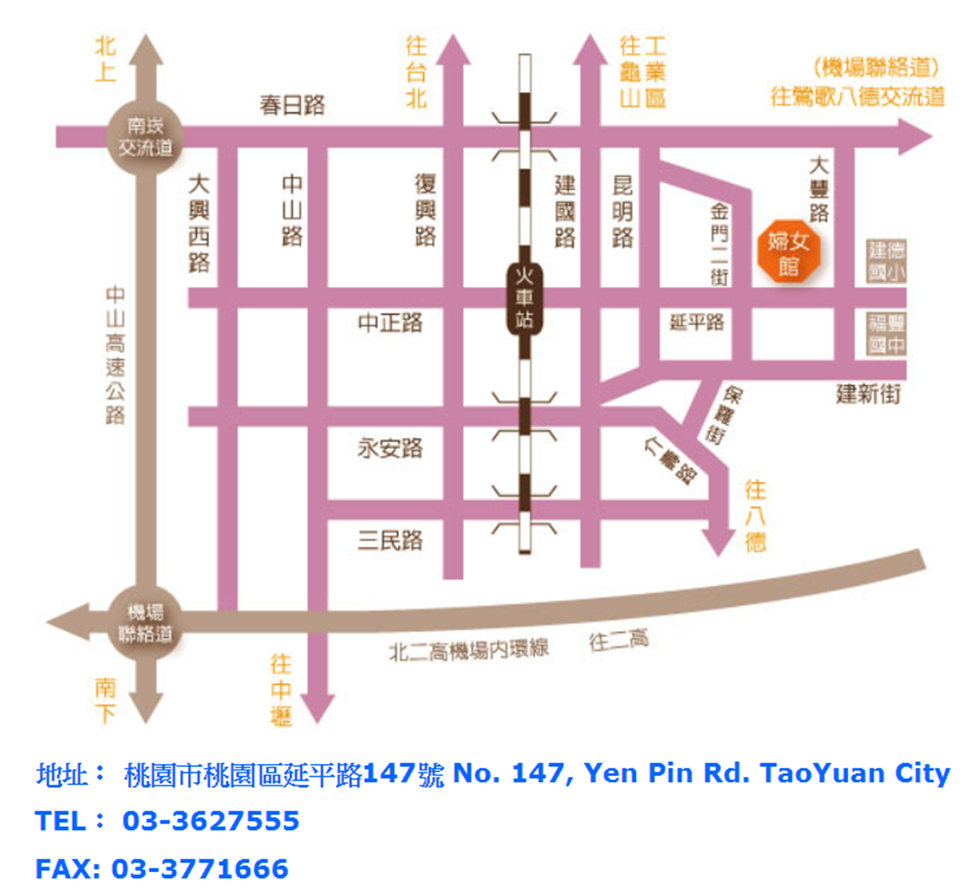 北上
往台北
往龜山
工業區
(機場聯絡道)
往鶯歌八德交流道
春日路
南崁
交流道
大興西路
中山路
復興路
建國路
昆明路
金門二街
大豐路
婦女
館
建德
國小
中山高速公路
火車站
中正路
延平路
福豐
國中
建新街
保羅街
永安路
介壽路
往八德
三民路
機場
聯絡道
北二高機場內環線
往二高
南下
往中壢
地址： 桃園市桃園區延平路147號 No. 147, Yen Pin Rd. TaoYuan City
TEL： 03-3627555
FAX: 03-3771666